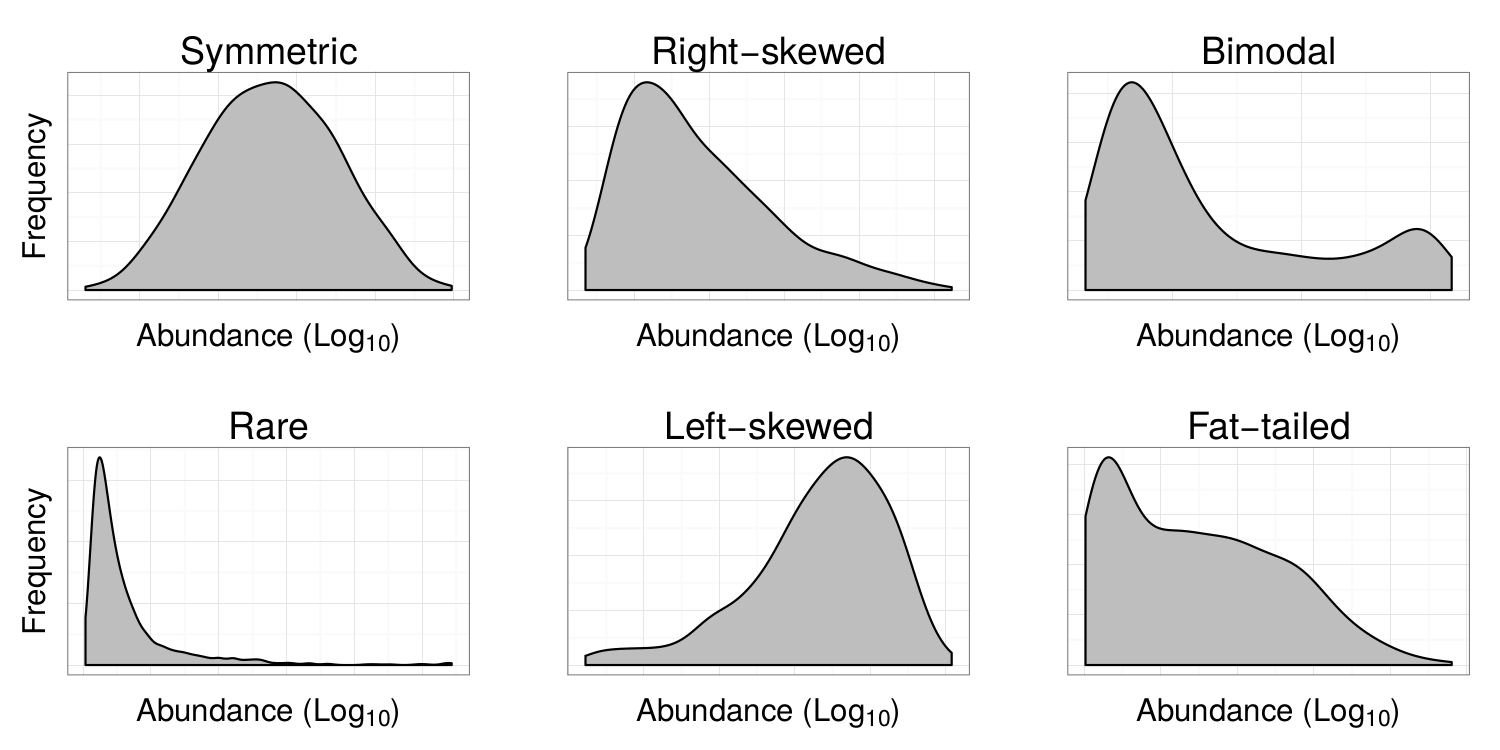 Symmetric
Right−skewed
Bimodal
Frequency
Abundance (Log₁₀)
Abundance (Log₁₀)
Abundance (Log₁₀)
Rare
Left−skewed
Fat−tailed
Frequency
Abundance (Log₁₀)
Abundance (Log₁₀)
Abundance (Log₁₀)